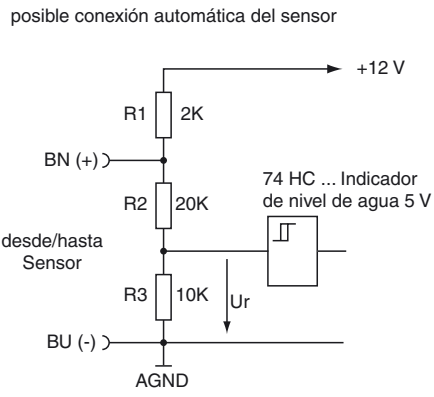 posible conexión automática del sensor
+12 V
R1 2K
BN (+)
74 HC ... Indicador
de nivel de agua 5 V
R2 20K
desde/hasta
Sensor
R3 10K
Ur
BU (-)
AGND